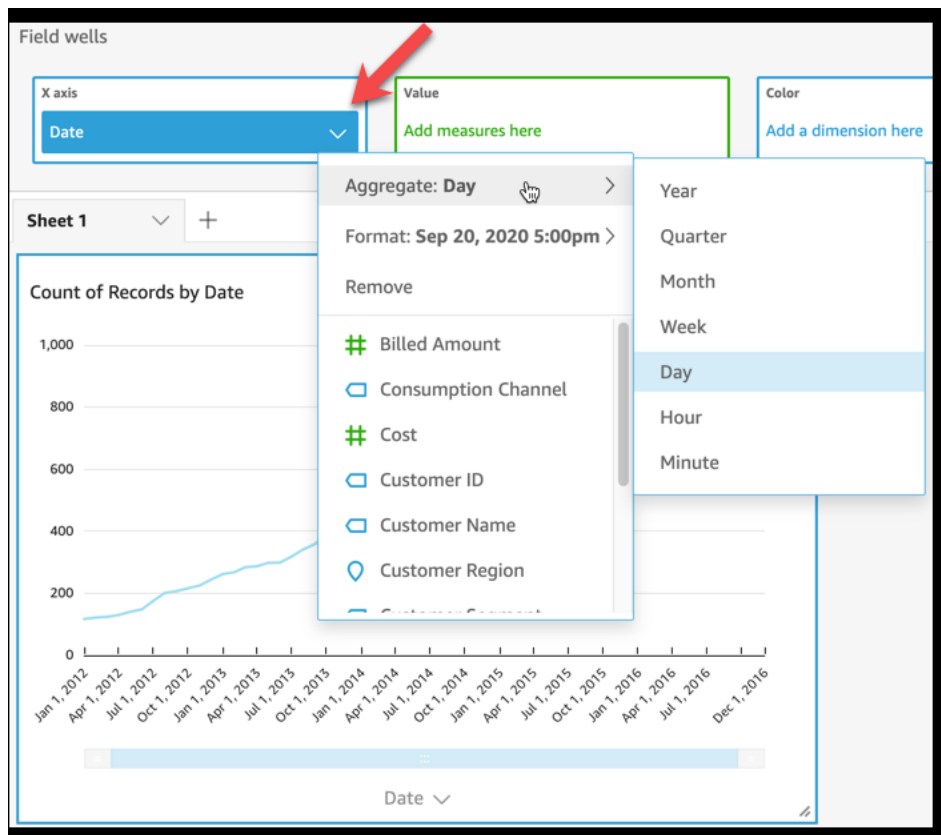 Field wells
X axis
Date
Value
Add measures here
Color
Add a dimension here
Sheet 1
Aggregate: Day
Format: Sep 20, 2020 5:00pm
Remove
Billed Amount
Consumption Channel
Cost
Customer ID
Customer Name
Customer Region
Customer Segment
Year
Quarter
Month
Week
Day
Hour
Minute
Count of Records by Date
1,000
800
600
400
200
0
Jan 1, 2012
Apr 1, 2012
Jul 1, 2012
Oct 1, 2012
Jan 1, 2013
Apr 1, 2013
Jul 1, 2013
Oct 1, 2013
Jan 1, 2014
Apr 1, 2014
Jul 1, 2014
Oct 1, 2014
Jan 1, 2015
Apr 1, 2015
Jul 1, 2015
Oct 1, 2015
Jan 1, 2016
Apr 1, 2016
Jul 1, 2016
Dec 1, 2016
Date